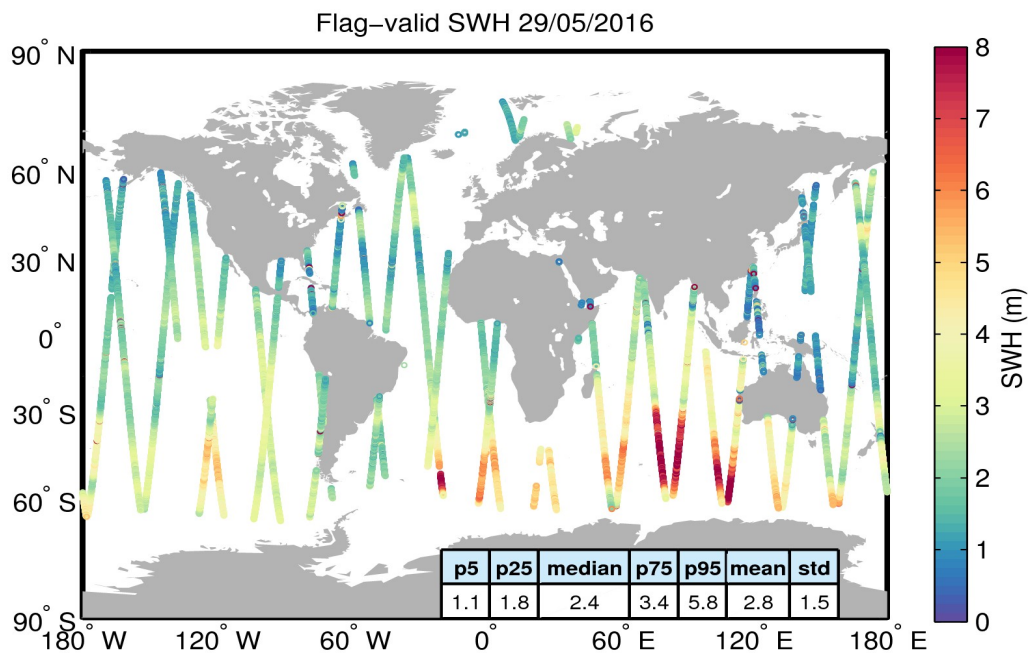 Flag−valid SWH 29/05/2016
90° N
60° N
30° N
0°
30° S
60° S
90° S
180° W
120° W
60° W
0°
60° E
120° E
180° E
p5 p25 median p75 p95 mean std
1.1 1.8 2.4 3.4 5.8 2.8 1.5
8
7
6
5
4
3
2
1
0
SWH (m)